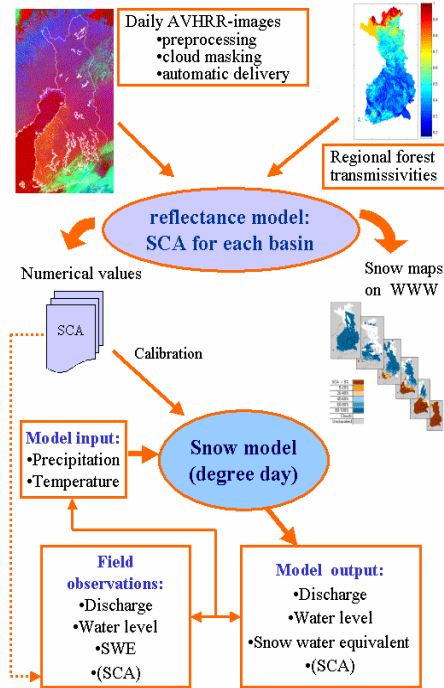 Daily AVHRR-images
•preprocessing
•cloud masking
•automatic delivery
Regional forest
transmissivities
reflectance model:
SCA for each basin
Numerical values
Snow maps
on WWW
SCA
Calibration
Model input:
•Precipitation
•Temperature
Snow model
(degree day)
Field
observations:
•Discharge
•Water level
•SWE
•(SCA)
Model output:
•Discharge
•Water level
•Snow water equivalent
•(SCA)